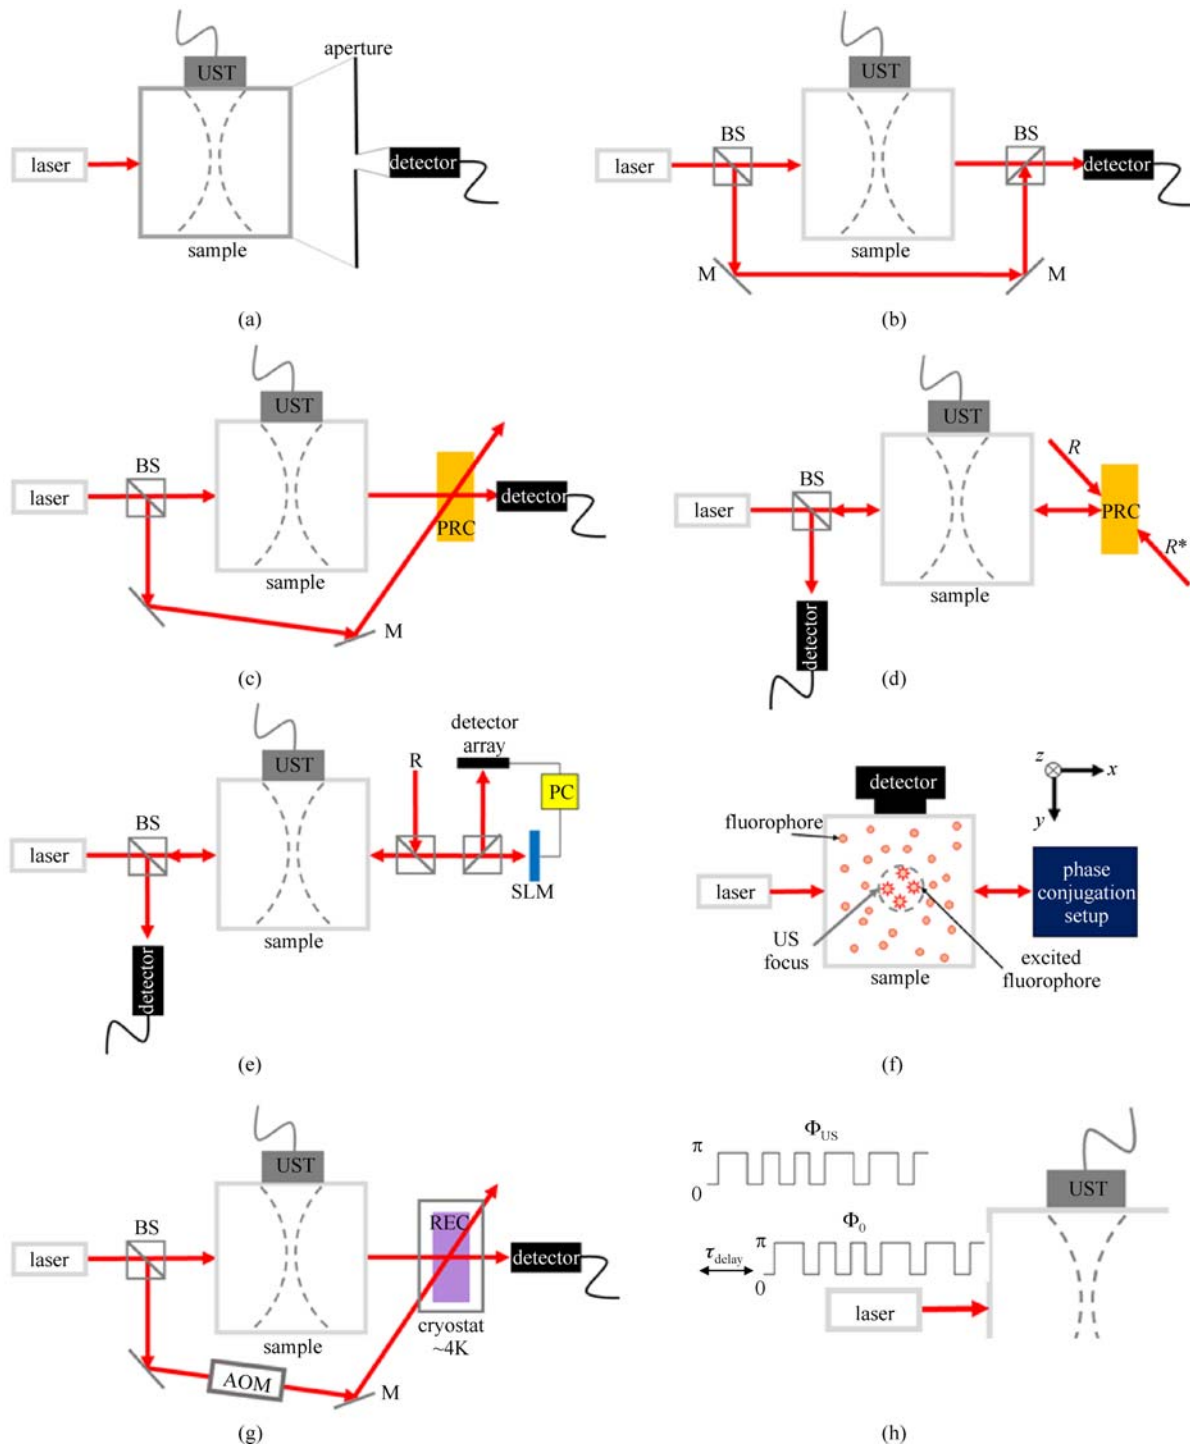 UST
aperture
laser
detector
sample
(a)
UST
BS
BS
laser
detector
sample
M
M
(b)
UST
BS
laser
detector
PRC
sample
M
(c)
UST
R
BS
laser
PRC
R*
sample
detector
(d)
detector
array
R
UST
PC
BS
laser
SLM
sample
detector
(e)
detector
z
x
y
fluorophore
laser
phase
conjugation
setup
US
focus
excited
fluorophore
sample
(f)
UST
BS
REC
laser
detector
cryostat
~4K
sample
AOM
M
(g)
Φ_US
π
0
UST
Φ_0
π
τ_delay
0
laser
(h)